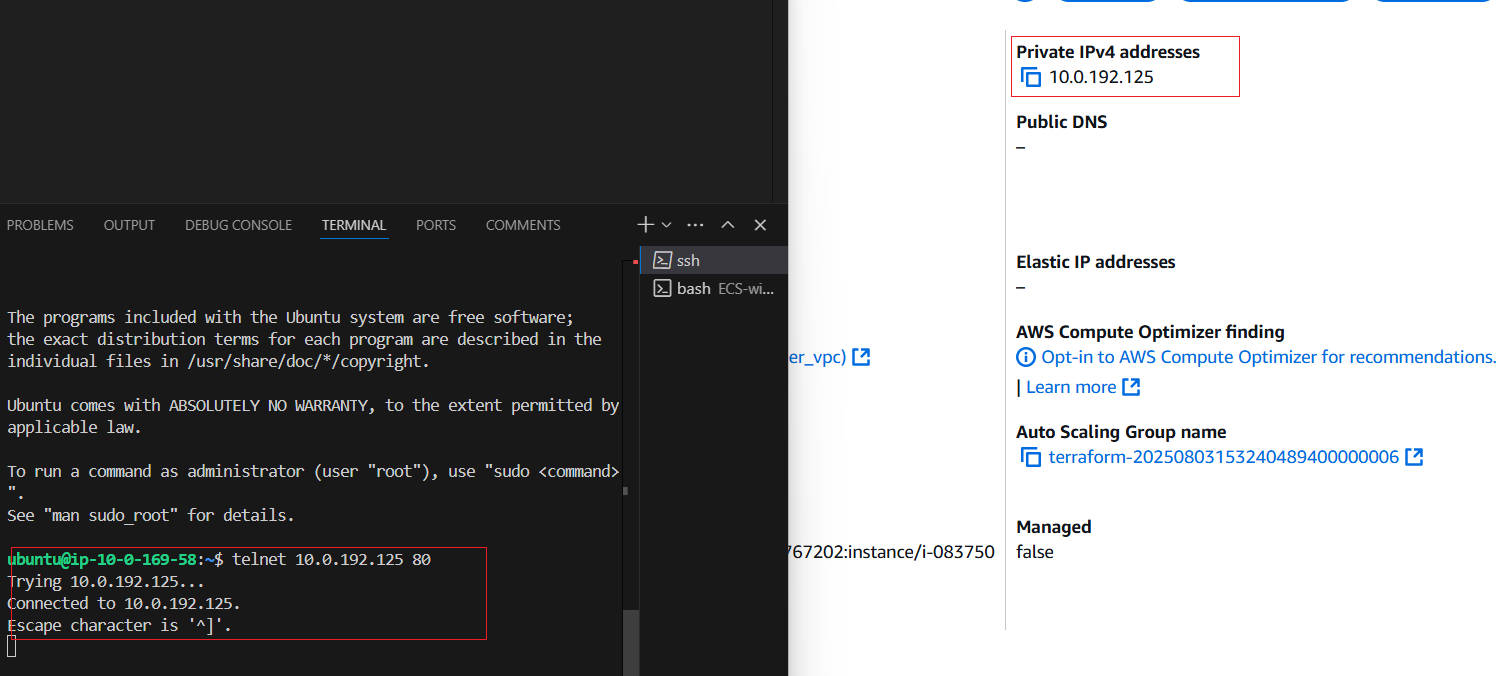 PROBLEMS OUTPUT DEBUG CONSOLE TERMINAL PORTS COMMENTS
ssh
bash ECS-wi...
The programs included with the Ubuntu system are free software;
the exact distribution terms for each program are described in the
individual files in /usr/share/doc/*/copyright.
Ubuntu comes with ABSOLUTELY NO WARRANTY, to the extent permitted by
applicable law.
To run a command as administrator (user "root"), use "sudo <command>
".
See "man sudo_root" for details.
ubuntu@ip-10-0-169-58:~$ telnet 10.0.192.125 80
Trying 10.0.192.125...
Connected to 10.0.192.125.
Escape character is '^]'.
er_vpc)
767202:instance/i-083750
Private IPv4 addresses
10.0.192.125
Public DNS
–
Elastic IP addresses
–
AWS Compute Optimizer finding
Opt-in to AWS Compute Optimizer for recommendations.
| Learn more
Auto Scaling Group name
terraform-20250803153240489400000006
Managed
false